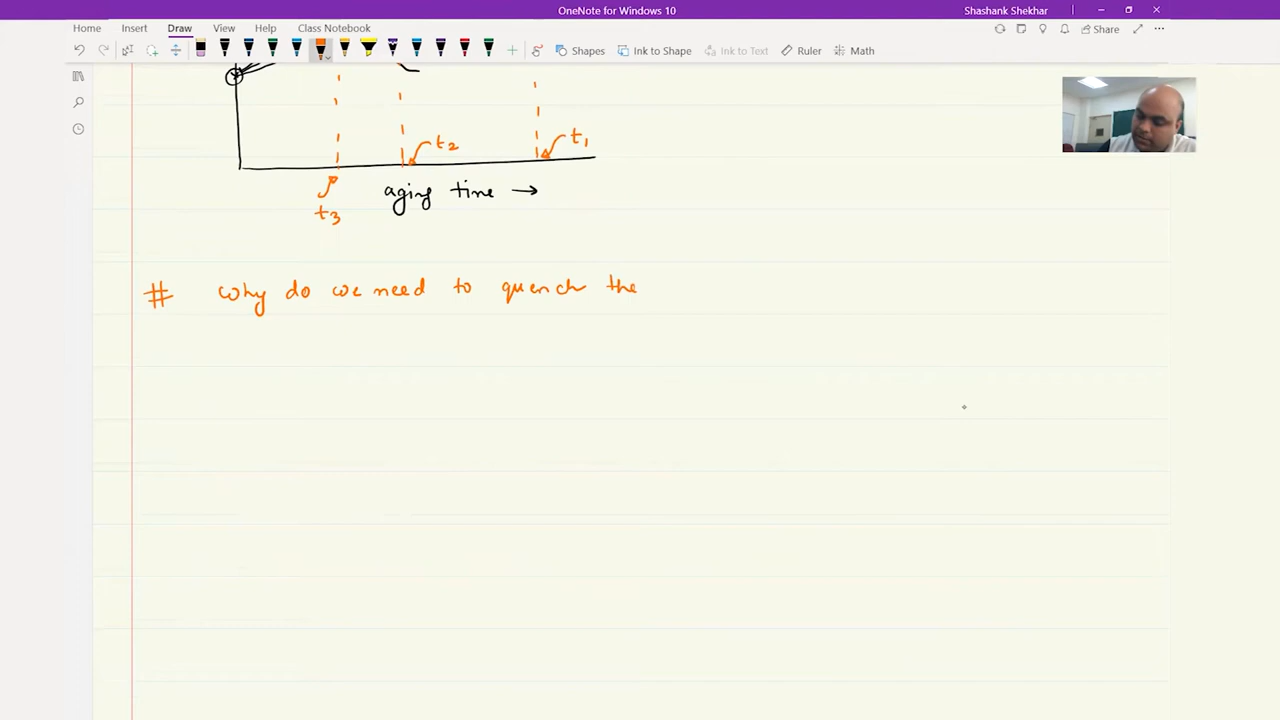 OneNote for Windows 10
Shashank Shekhar
Home Insert Draw View Help Class Notebook
Share
Shapes Ink to Shape Ink to Text Ruler Math
t1
t2
aging time →
t3
# Why do we need to quench the